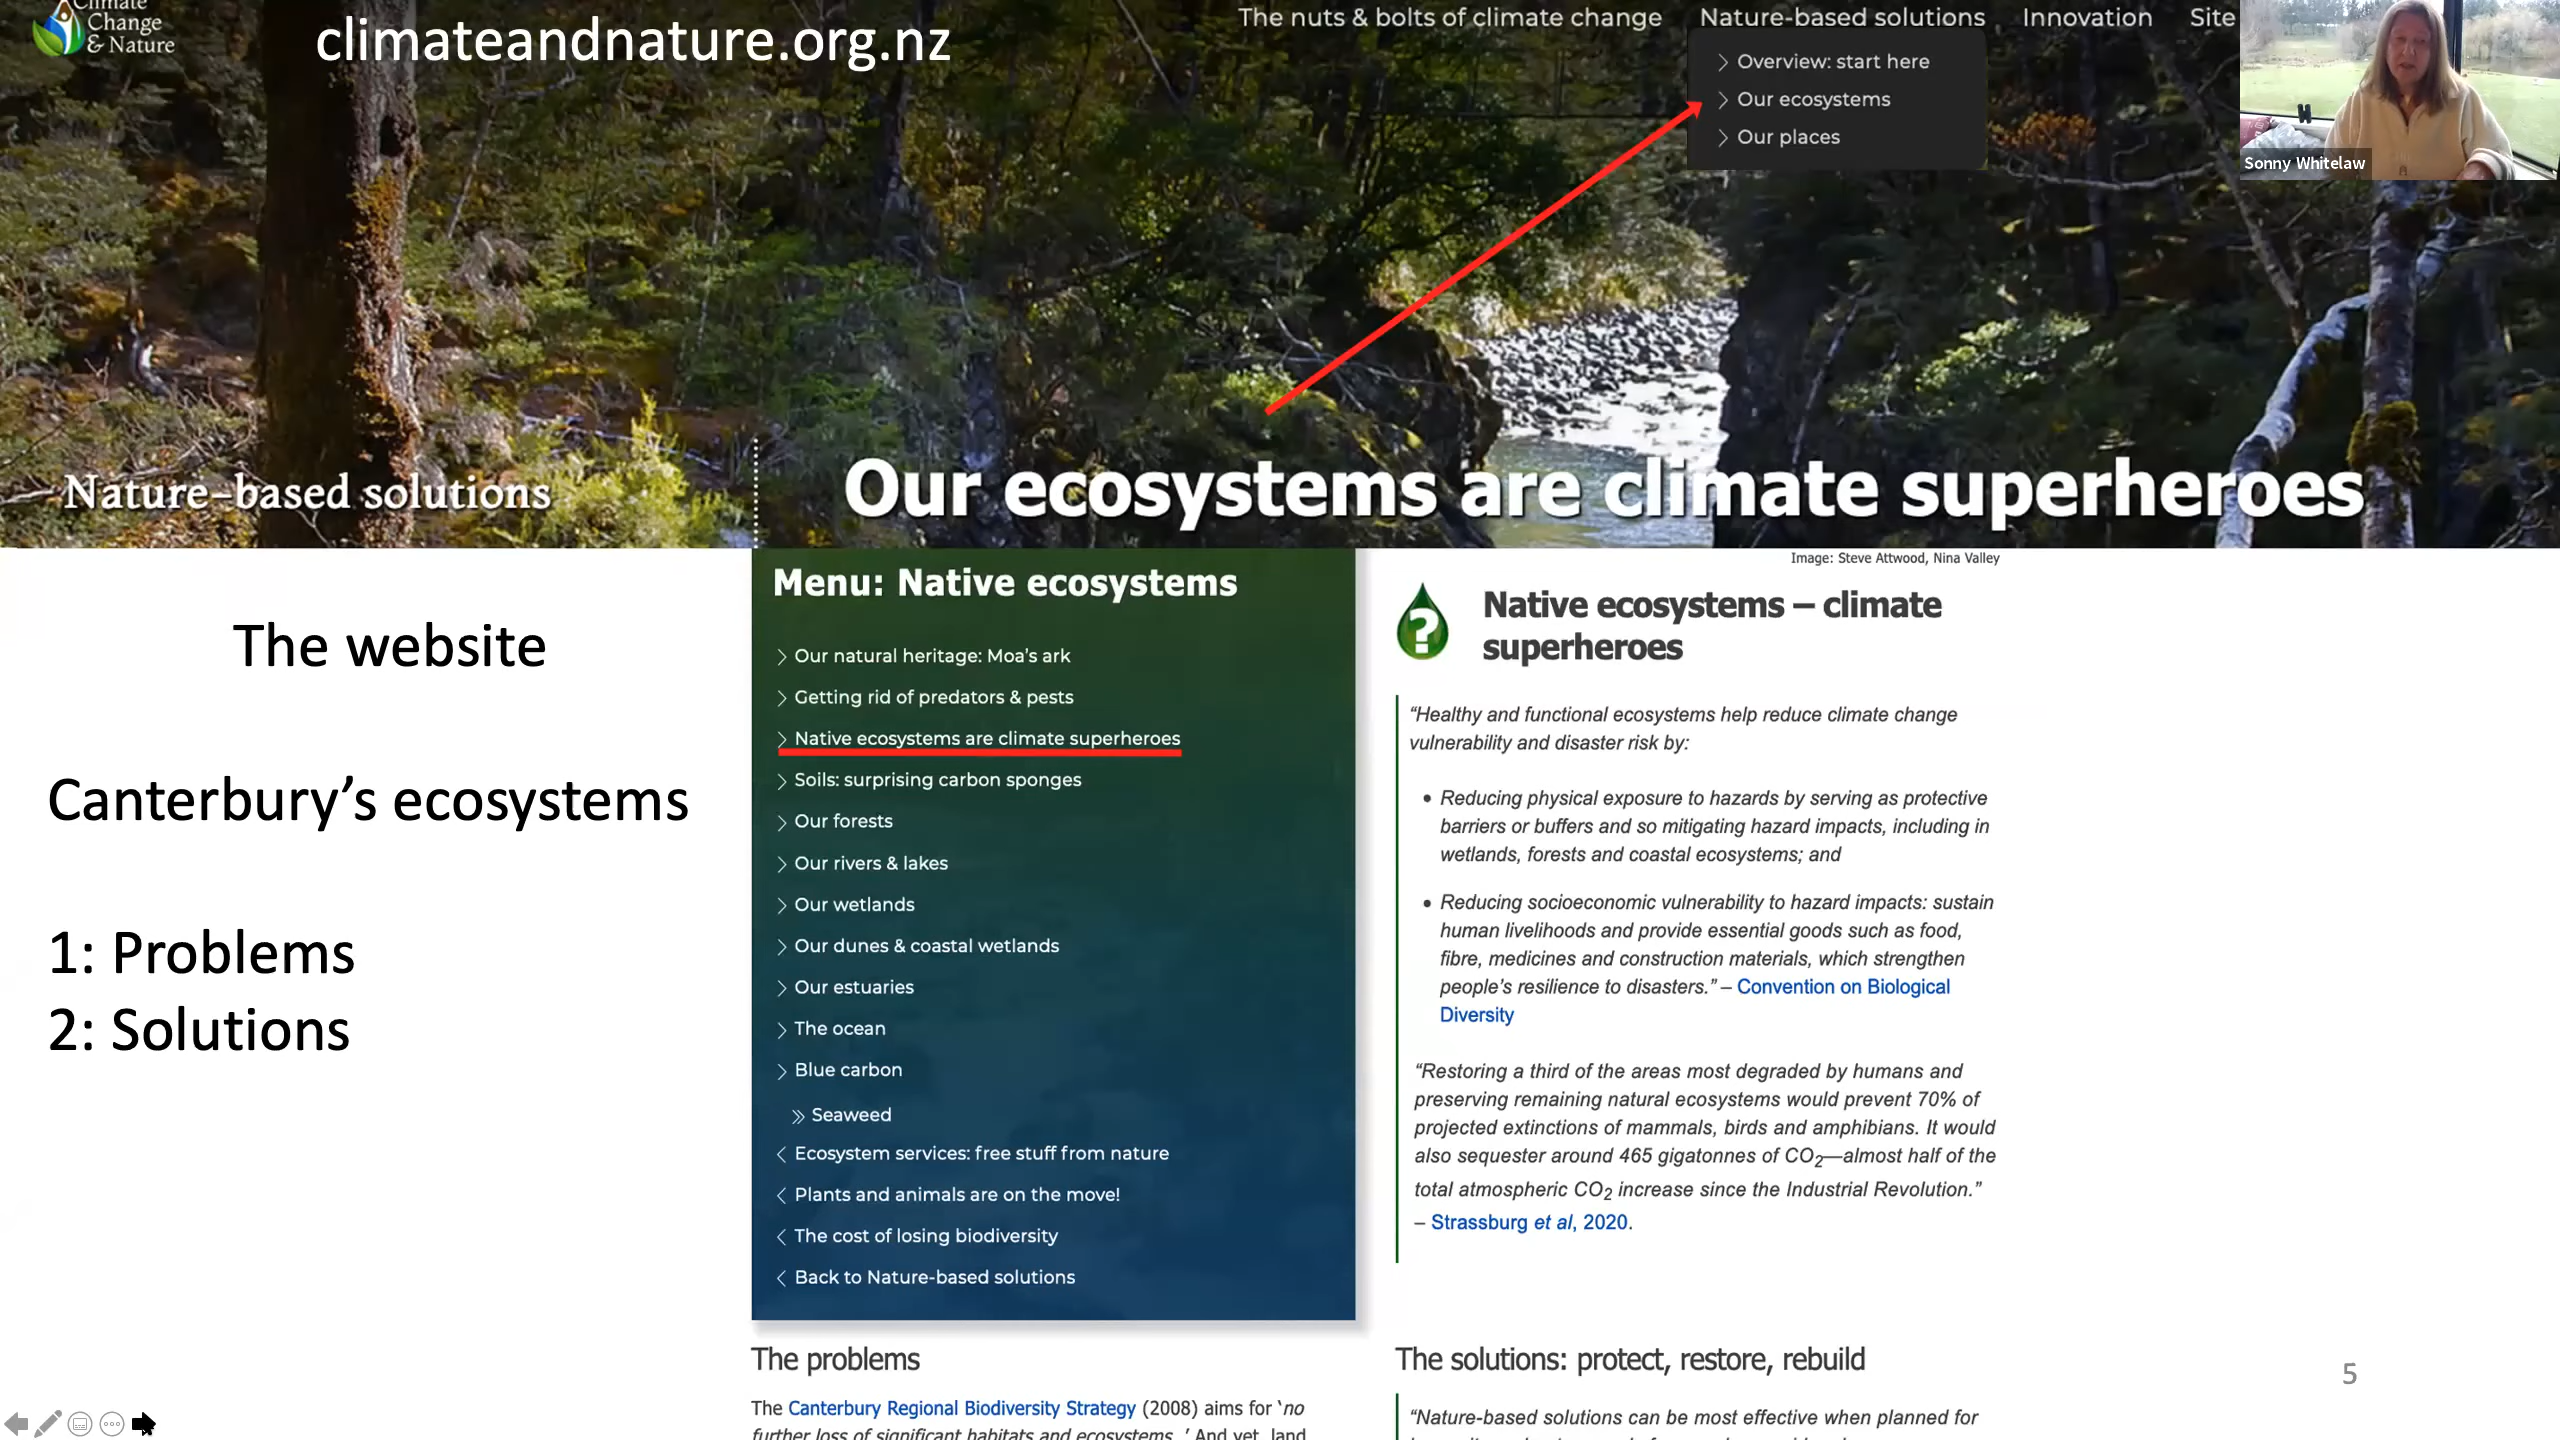 Climate
Change
& Nature
climateandnature.org.nz
The nuts & bolts of climate change
Nature-based solutions
Innovation
Site
Overview: start here
Our ecosystems
Our places
Sonny Whitelaw
Nature-based solutions
Our ecosystems are climate superheroes
Image: Steve Attwood, Nina Valley
The website
Canterbury’s ecosystems
1: Problems
2: Solutions
Menu: Native ecosystems
Our natural heritage: Moa’s ark
Getting rid of predators & pests
Native ecosystems are climate superheroes
Soils: surprising carbon sponges
Our forests
Our rivers & lakes
Our wetlands
Our dunes & coastal wetlands
Our estuaries
The ocean
Blue carbon
Seaweed
Ecosystem services: free stuff from nature
Plants and animals are on the move!
The cost of losing biodiversity
Back to Nature-based solutions
?
Native ecosystems – climate
superheroes
“Healthy and functional ecosystems help reduce climate change
vulnerability and disaster risk by:
• Reducing physical exposure to hazards by serving as protective
barriers or buffers and so mitigating hazard impacts, including in
wetlands, forests and coastal ecosystems; and
• Reducing socioeconomic vulnerability to hazard impacts: sustain
human livelihoods and provide essential goods such as food,
fibre, medicines and construction materials, which strengthen
people’s resilience to disasters.” – Convention on Biological
Diversity
“Restoring a third of the areas most degraded by humans and
preserving remaining natural ecosystems would prevent 70% of
projected extinctions of mammals, birds and amphibians. It would
also sequester around 465 gigatonnes of CO₂—almost half of the
total atmospheric CO₂ increase since the Industrial Revolution.”
– Strassburg et al, 2020.
The problems
The Canterbury Regional Biodiversity Strategy (2008) aims for ‘no
further loss of significant habitats and ecosystems.’ And yet, land
The solutions: protect, restore, rebuild
“Nature-based solutions can be most effective when planned for
5